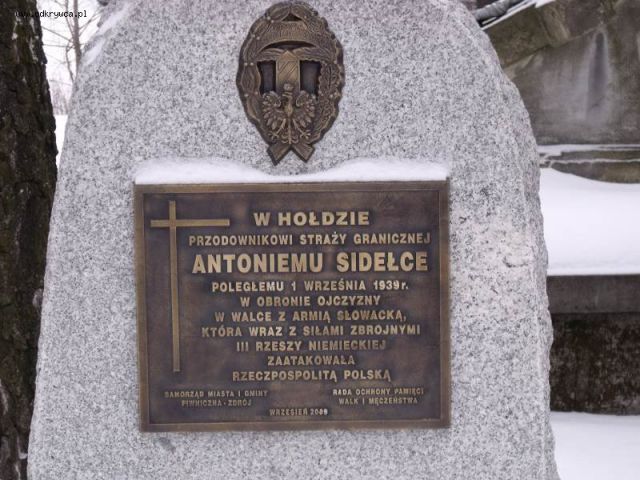 www.odkrywca.pl
W HOŁDZIE
PRZODOWNIKOWI STRAŻY GRANICZNEJ
ANTONIEMU SIDEŁCE
POLEGŁEMU 1 WRZEŚNIA 1939 r.
W OBRONIE OJCZYZNY
W WALCE Z ARMIĄ SŁOWACKĄ,
KTÓRA WRAZ Z SIŁAMI ZBROJNYMI
III RZESZY NIEMIECKIEJ
ZAATAKOWAŁA
RZECZPOSPOLITĄ POLSKĄ
SAMORZĄD MIASTA I GMINY
PIWNICZNA - ZDRÓJ
RADA OCHRONY PAMIĘCI
WALK I MĘCZEŃSTWA
WRZESIEŃ 2009